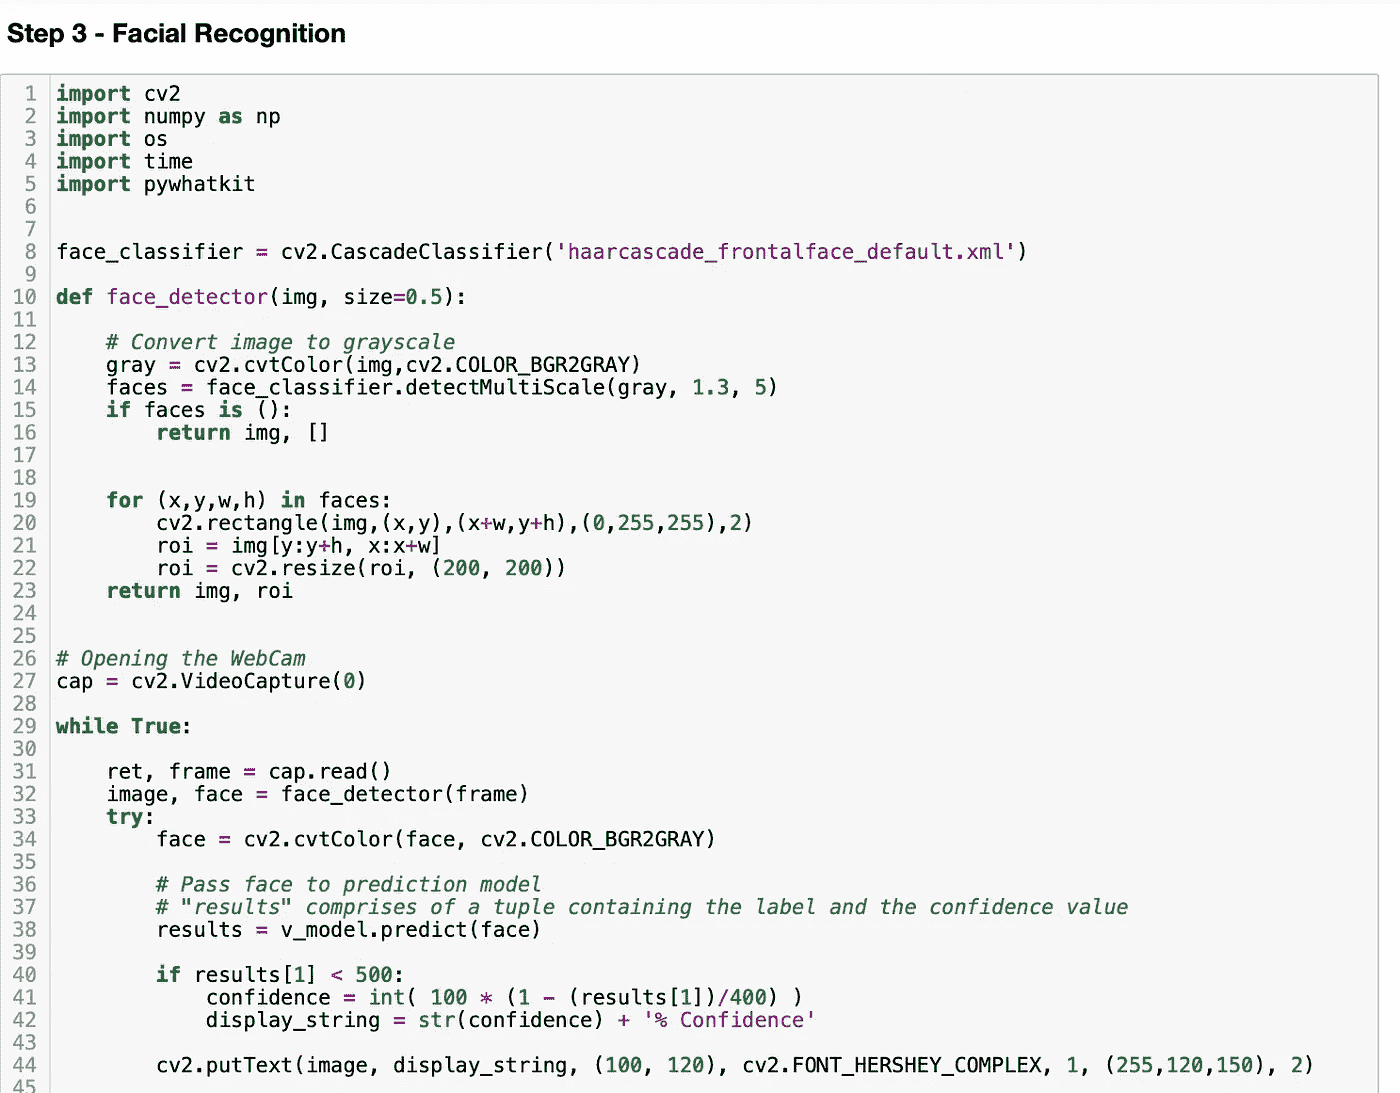 Step 3 - Facial Recognition
1 import cv2
2 import numpy as np
3 import os
4 import time
5 import pywhatkit
6
7
8 face_classifier = cv2.CascadeClassifier('haarcascade_frontalface_default.xml')
9
10 def face_detector(img, size=0.5):
11
12     # Convert image to grayscale
13     gray = cv2.cvtColor(img,cv2.COLOR_BGR2GRAY)
14     faces = face_classifier.detectMultiScale(gray, 1.3, 5)
15     if faces is ():
16         return img, []
17
18
19     for (x,y,w,h) in faces:
20         cv2.rectangle(img,(x,y),(x+w,y+h),(0,255,255),2)
21         roi = img[y:y+h, x:x+w]
22         roi = cv2.resize(roi, (200, 200))
23     return img, roi
24
25
26 # Opening the WebCam
27 cap = cv2.VideoCapture(0)
28
29 while True:
30
31     ret, frame = cap.read()
32     image, face = face_detector(frame)
33     try:
34         face = cv2.cvtColor(face, cv2.COLOR_BGR2GRAY)
35
36         # Pass face to prediction model
37         # "results" comprises of a tuple containing the label and the confidence value
38         results = v_model.predict(face)
39
40         if results[1] < 500:
41             confidence = int( 100 * (1 - (results[1])/400) )
42             display_string = str(confidence) + '% Confidence'
43
44         cv2.putText(image, display_string, (100, 120), cv2.FONT_HERSHEY_COMPLEX, 1, (255,120,150), 2)
45